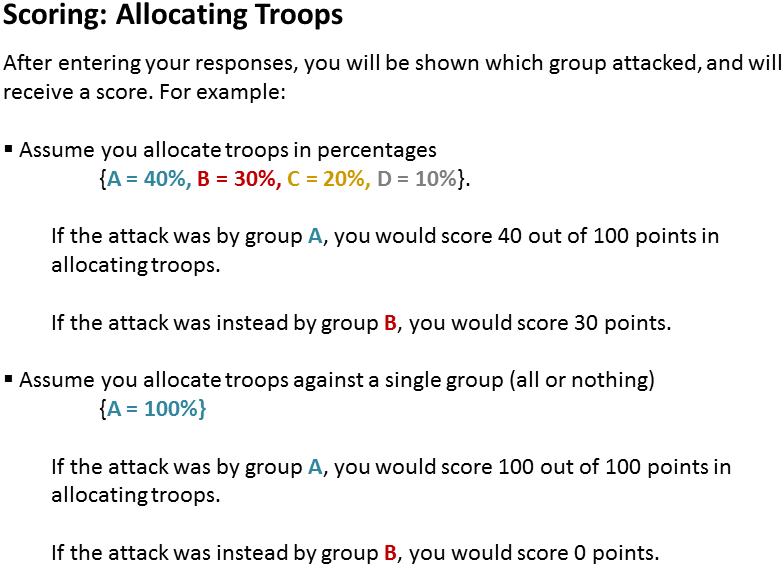 Scoring: Allocating Troops
After entering your responses, you will be shown which group attacked, and will
receive a score. For example:
▪ Assume you allocate troops in percentages
{A = 40%, B = 30%, C = 20%, D = 10%}.
If the attack was by group A, you would score 40 out of 100 points in
allocating troops.
If the attack was instead by group B, you would score 30 points.
▪ Assume you allocate troops against a single group (all or nothing)
{A = 100%}
If the attack was by group A, you would score 100 out of 100 points in
allocating troops.
If the attack was instead by group B, you would score 0 points.